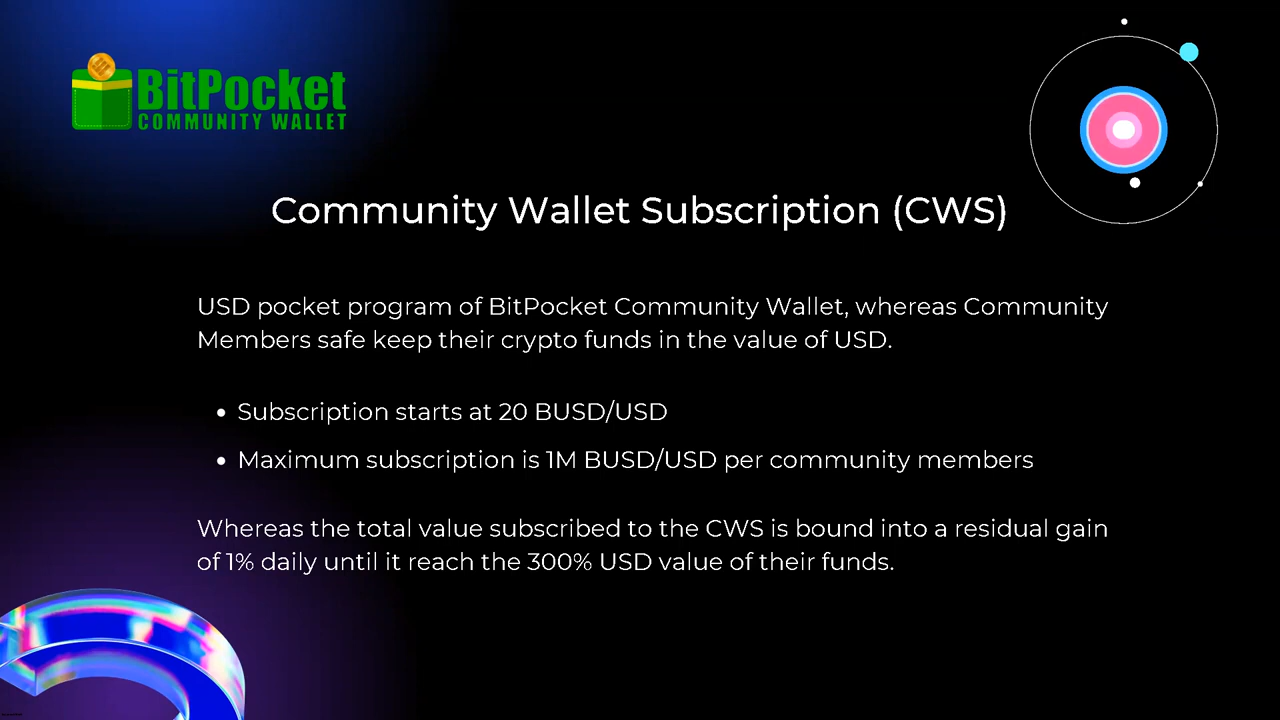 BitPocket
COMMUNITY WALLET
Community Wallet Subscription (CWS)
USD pocket program of BitPocket Community Wallet, whereas Community
Members safe keep their crypto funds in the value of USD.
• Subscription starts at 20 BUSD/USD
• Maximum subscription is 1M BUSD/USD per community members
Whereas the total value subscribed to the CWS is bound into a residual gain
of 1% daily until it reach the 300% USD value of their funds.